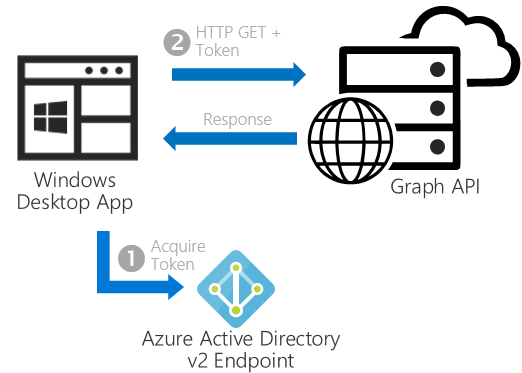 2 HTTP GET +
Token
Response
Windows
Desktop App
Graph API
1 Acquire
Token
Azure Active Directory
v2 Endpoint